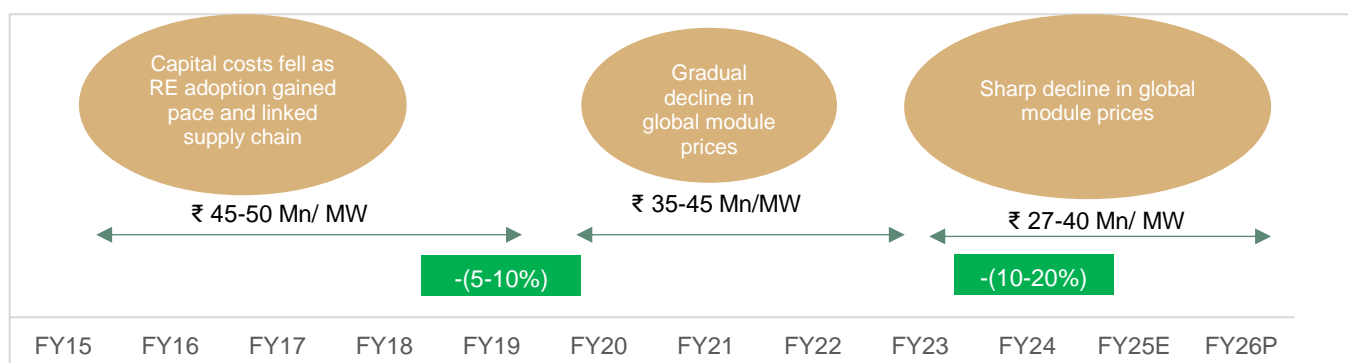 Capital costs fell as
RE adoption gained
pace and linked
supply chain
Gradual
decline in
global module
prices
Sharp decline in global
module prices
₹ 45-50 Mn/ MW
₹ 35-45 Mn/MW
₹ 27-40 Mn/ MW
-(5-10%)
-(10-20%)
FY15 FY16 FY17 FY18 FY19 FY20 FY21 FY22 FY23 FY24 FY25E FY26P